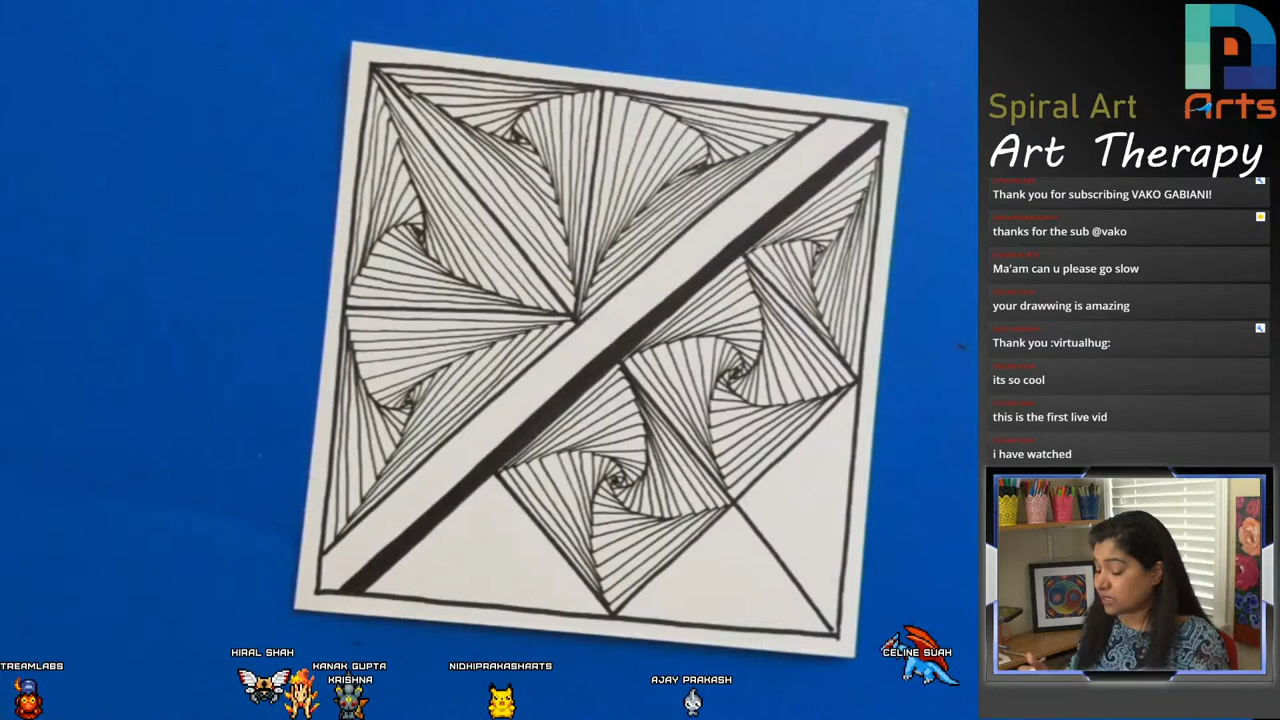 Arts
Spiral Art
Art Therapy
Thank you for subscribing VAKO GABIANI!
thanks for the sub @vako
Ma'am can u please go slow
your drawwing is amazing
Thank you :virtualhug:
its so cool
this is the first live vid
i have watched
TREAMLABS
HIRAL SHAH
KANAK GUPTA
KRISHNA
NIDHIPRAKASHARTS
AJAY PRAKASH
CELINE SUAH